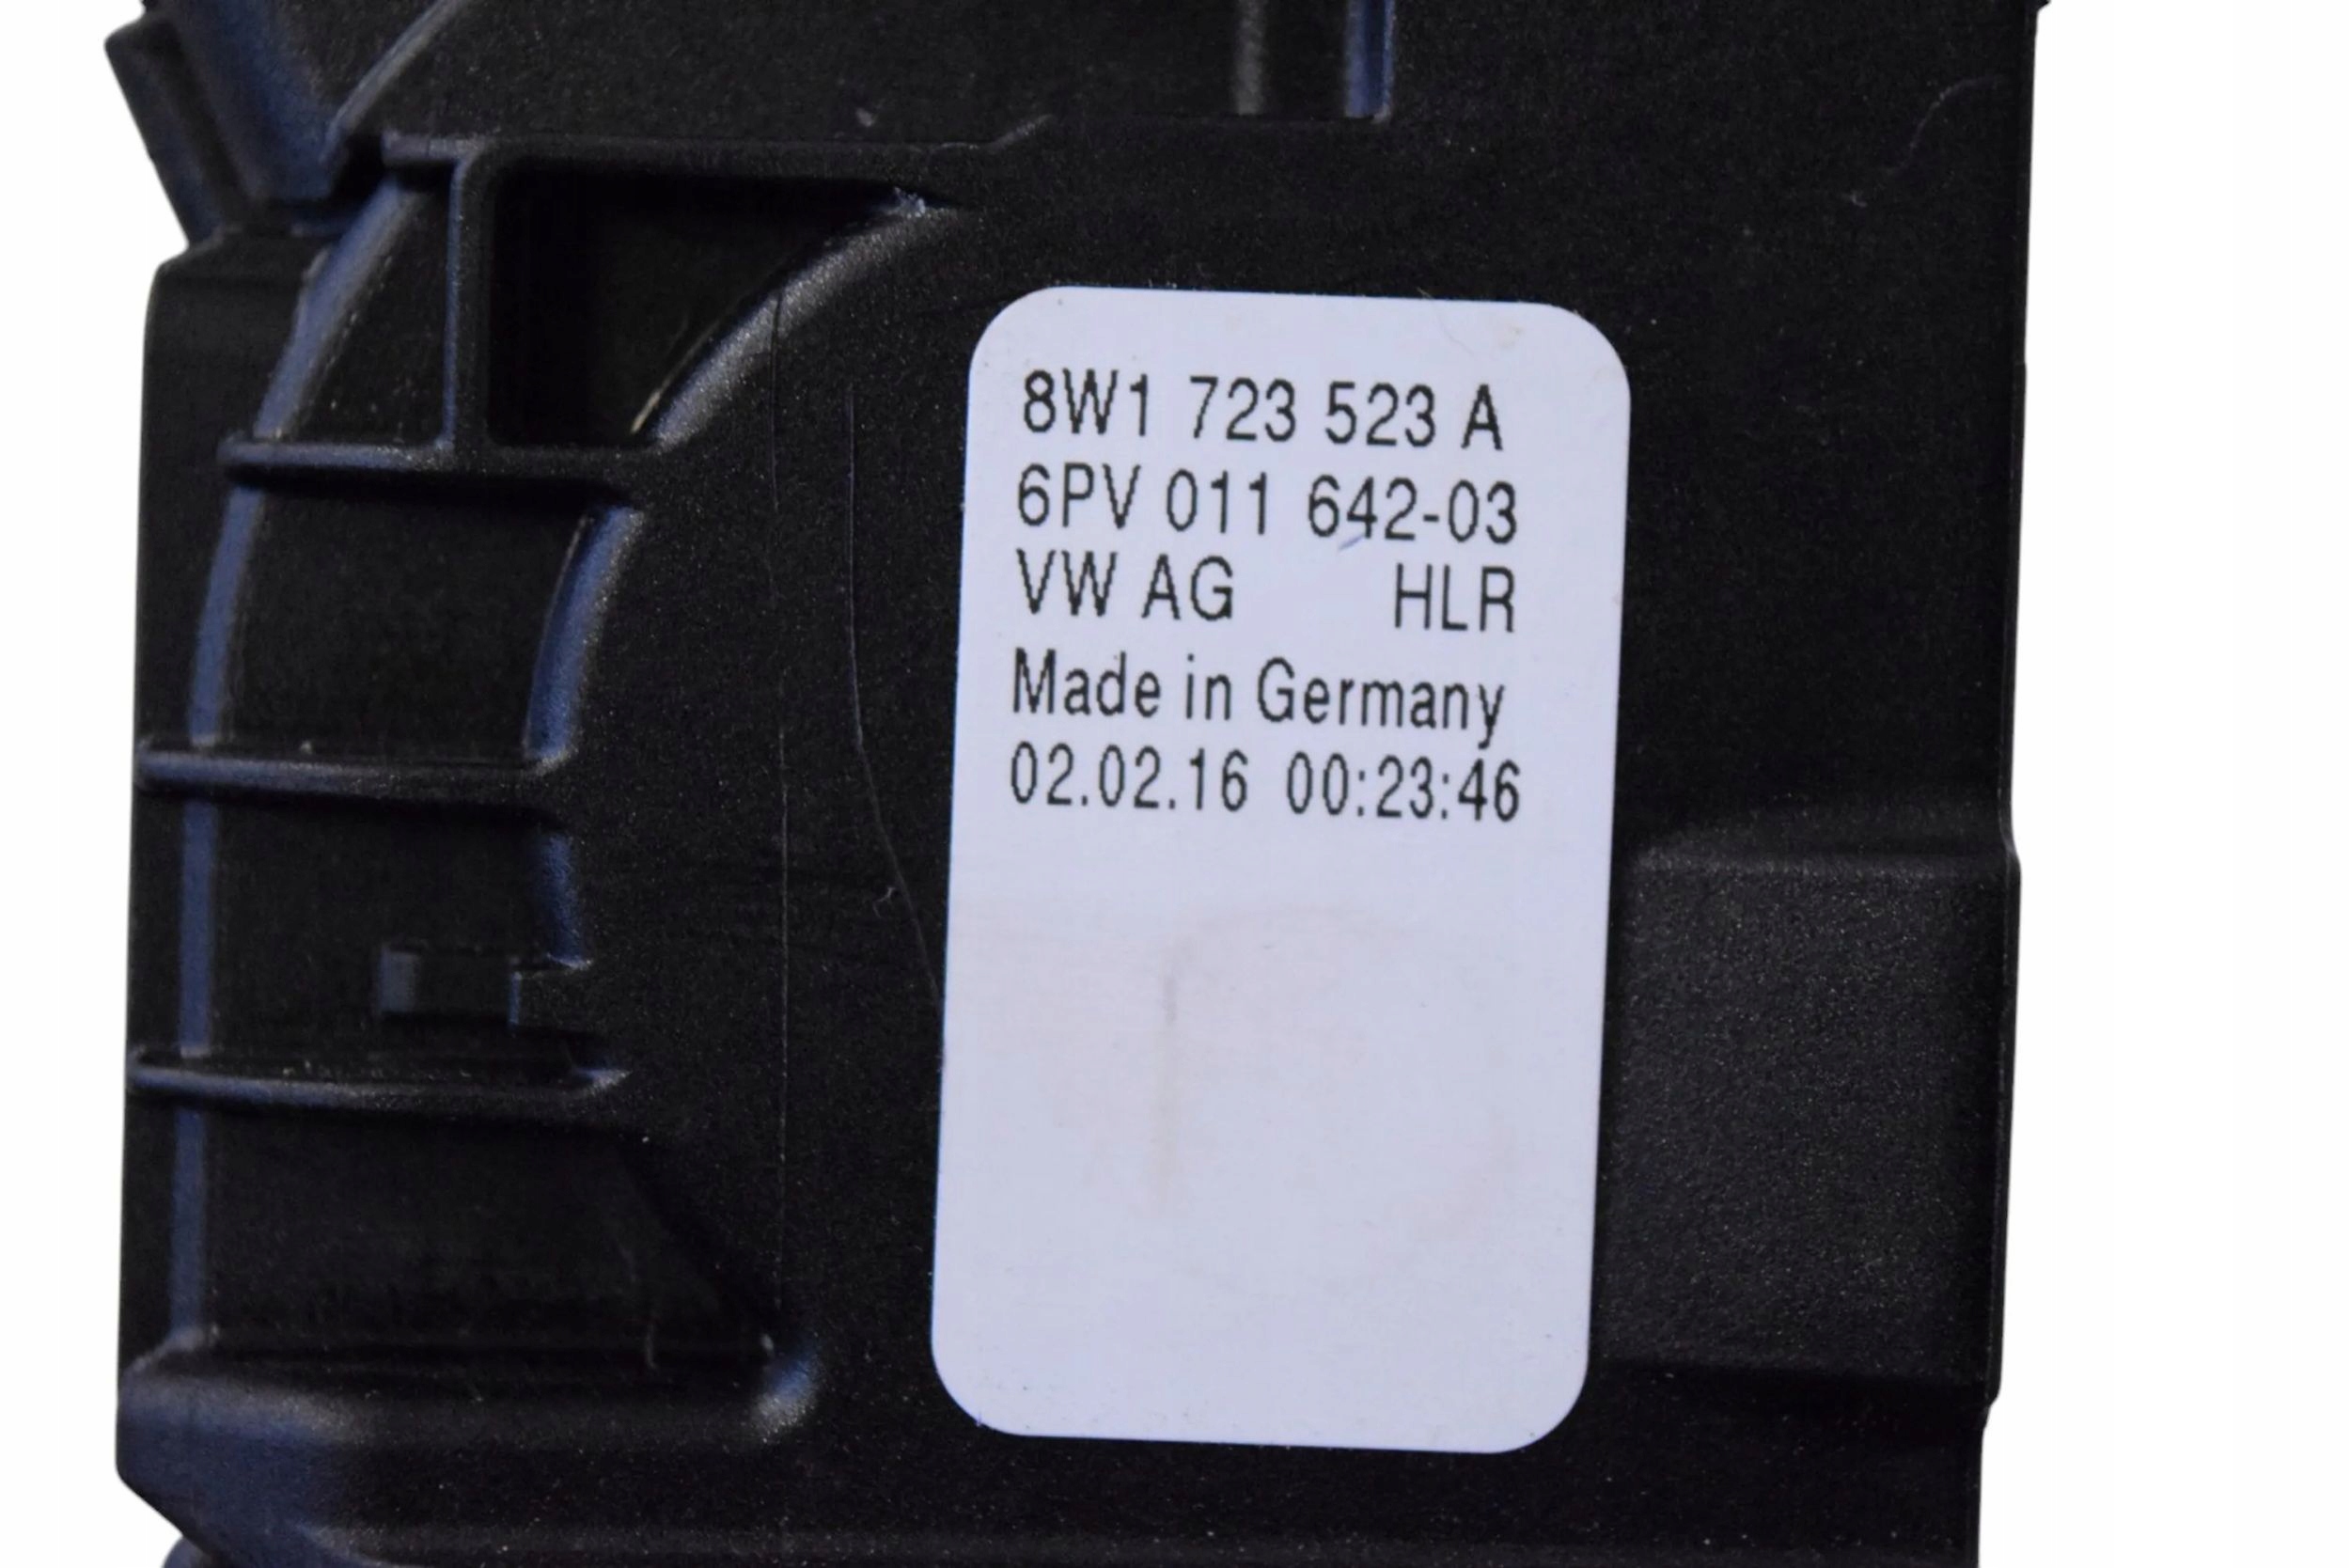 8W1 723 523 A
6PV 011 642-03
VW AG HLR
Made in Germany
02.02.16 00:23:46